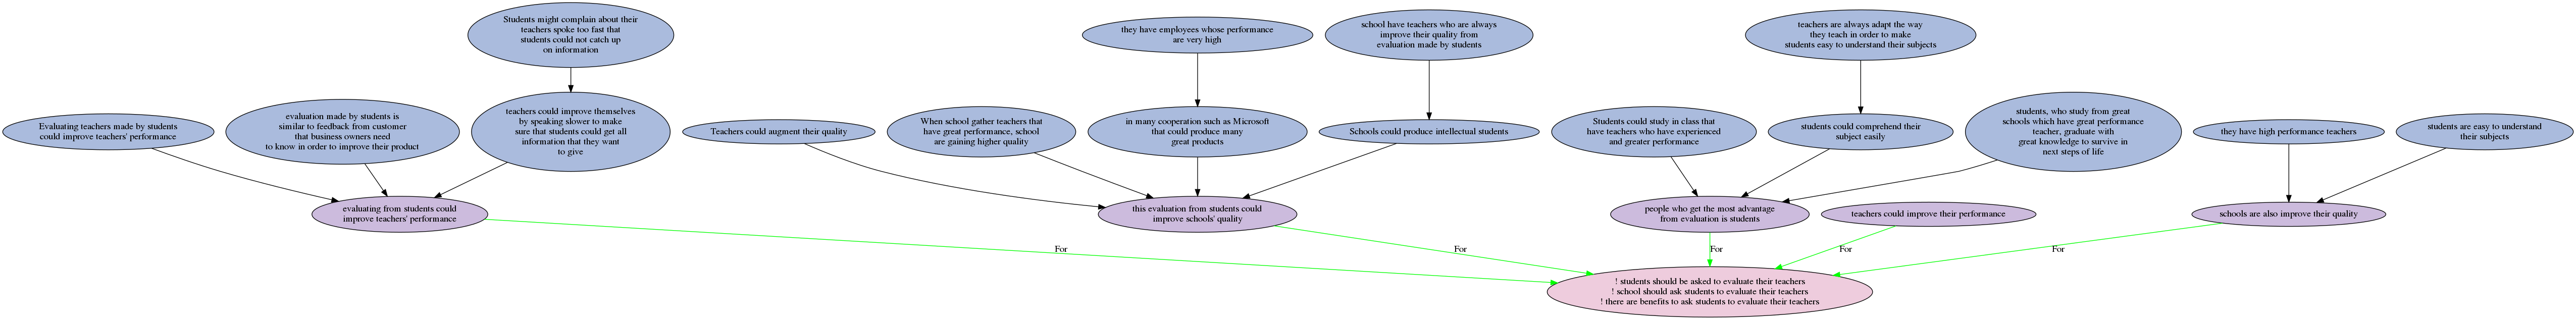 Students might complain about their
teachers spoke too fast that
students could not catch up
on information
they have employees whose performance
are very high
school have teachers who are always
improve their quality from
evaluation made by students
teachers are always adapt the way
they teach in order to make
students easy to understand their subjects
Evaluating teachers made by students
could improve teachers' performance
evaluation made by students is
similar to feedback from customer
that business owners need
to know in order to improve their product
teachers could improve themselves
by speaking slower to make
sure that students could get all
information that they want
to give
Teachers could augment their quality
When school gather teachers that
have great performance, school
are gaining higher quality
in many cooperation such as Microsoft
that could produce many
great products
Schools could produce intellectual students
Students could study in class that
have teachers who have experienced
and greater performance
students could comprehend their
subject easily
students, who study from great
schools which have great performance
teacher, graduate with
great knowledge to survive in
next steps of life
they have high performance teachers
students are easy to understand
their subjects
evaluating from students could
improve teachers' performance
this evaluation from students could
improve schools' quality
people who get the most advantage
from evaluation is students
teachers could improve their performance
schools are also improve their quality
For
For
For
For
For
! students should be asked to evaluate their teachers
! school should ask students to evaluate their teachers
! there are benefits to ask students to evaluate their teachers